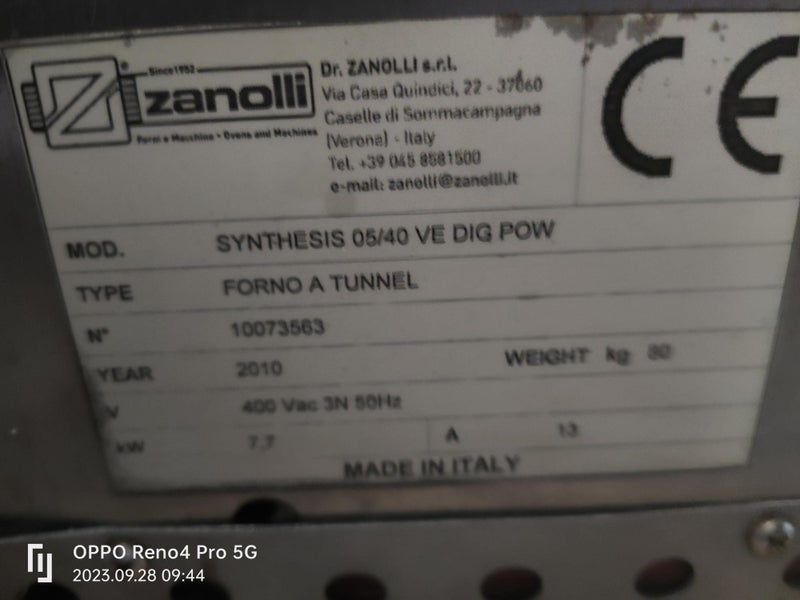 Since 1952
zanolli
®
Forni e Macchine • Ovens and Machines
Dr. ZANOLLI s.r.l.
Via Casa Quindici, 22 - 37060
Caselle di Sommacampagna
(Verona) - Italy
Tel. +39 045 8581500
e-mail: zanolli@zanolli.it
CE
MOD. SYNTHESIS 05/40 VE DIG POW
TYPE FORNO A TUNNEL
N° 10073563
YEAR 2010 WEIGHT kg 80
V 400 Vac 3N 50Hz
kW 7.7 A 13
MADE IN ITALY
OPPO Reno4 Pro 5G
2023.09.28 09:44